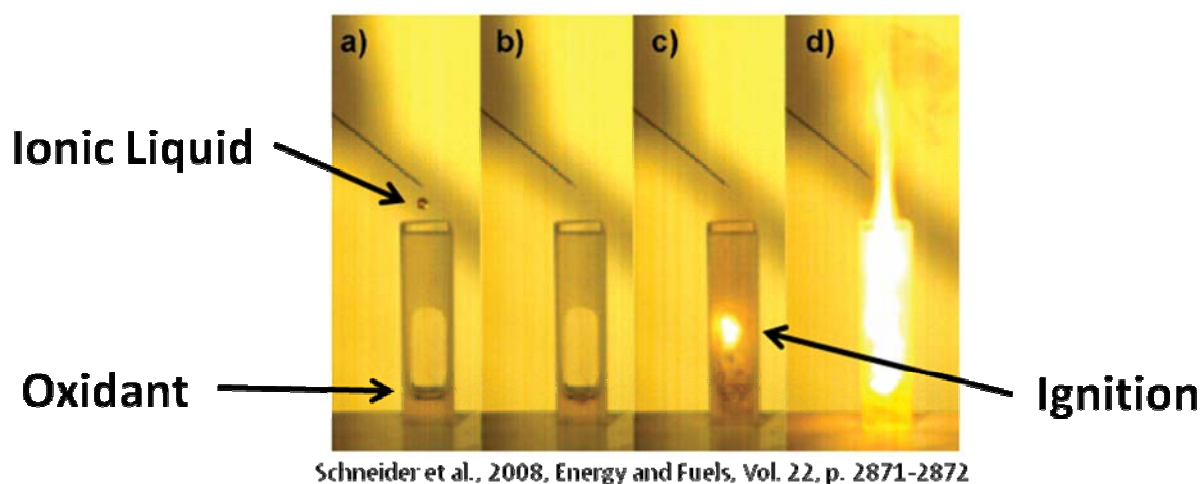 a)
b)
c)
d)
Ionic Liquid
Oxidant
Ignition
Schneider et al., 2008, Energy and Fuels, Vol. 22, p. 2871-2872